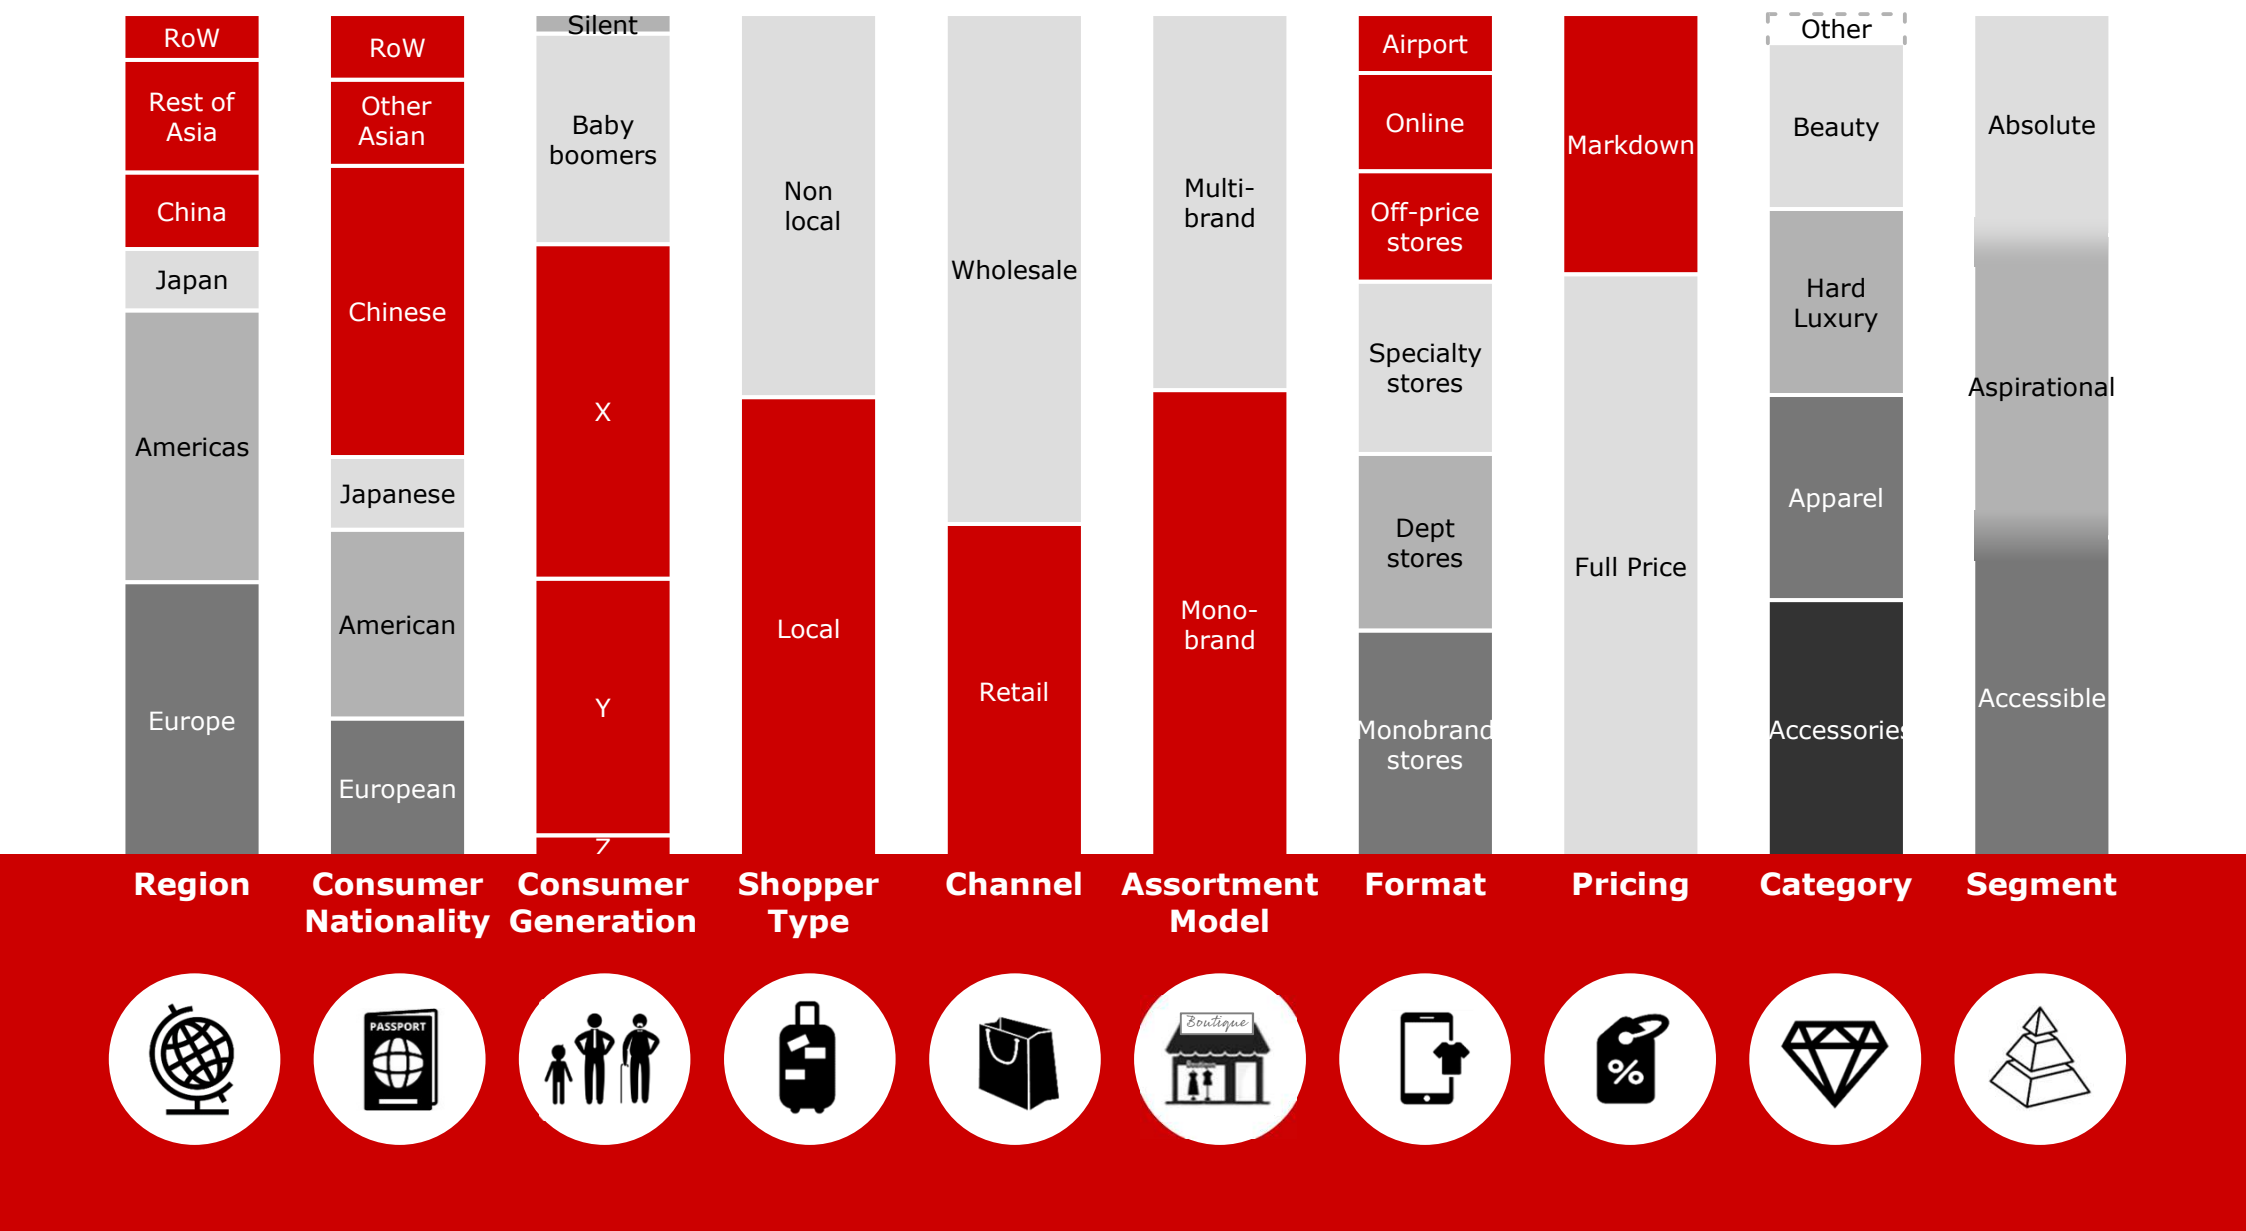 RoW
Rest of
Asia
China
Japan
Americas
Europe
RoW
Other
Asian
Chinese
Japanese
American
European
Silent
Baby
boomers
X
Y
Z
Non
local
Local
Wholesale
Retail
Multi-
brand
Mono-
brand
Airport
Online
Off-price
stores
Specialty
stores
Dept
stores
Monobrand
stores
Markdown
Full Price
Other
Beauty
Hard
Luxury
Apparel
Accessories
Absolute
Aspirational
Accessible
Region
Consumer
Nationality
Consumer
Generation
Shopper
Type
Channel
Assortment
Model
Format
Pricing
Category
Segment
PASSPORT
Boutique
%